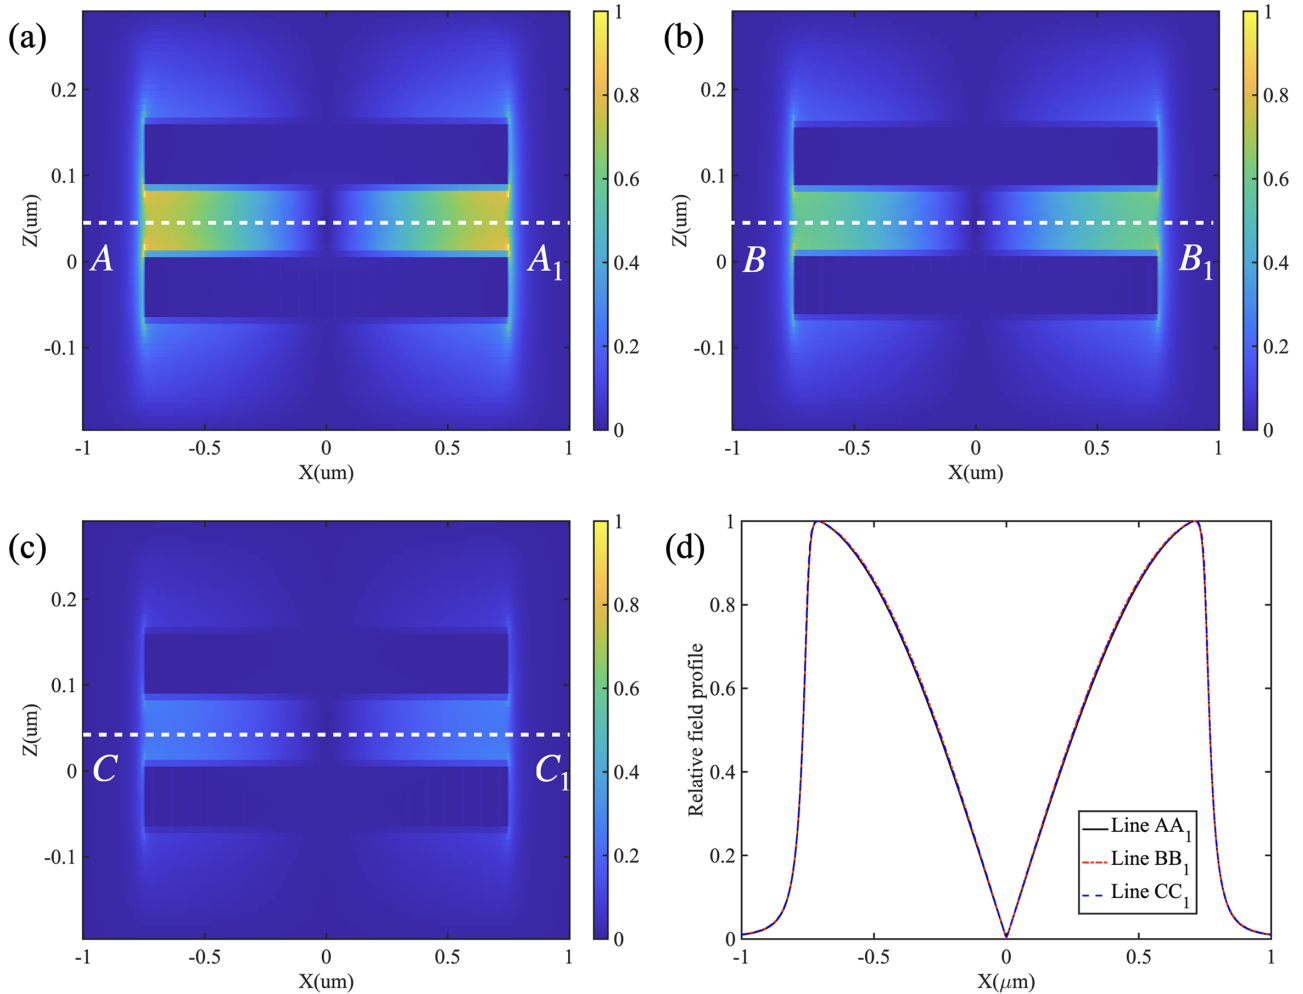 (a)
Z(um)
0.2
0.1
0
-0.1
-1
-0.5
0
0.5
1
X(um)
A
A₁
1
0.8
0.6
0.4
0.2
0
(b)
Z(um)
0.2
0.1
0
-0.1
-1
-0.5
0
0.5
1
X(um)
B
B₁
1
0.8
0.6
0.4
0.2
0
(c)
Z(um)
0.2
0.1
0
-0.1
-1
-0.5
0
0.5
1
X(um)
C
C₁
1
0.8
0.6
0.4
0.2
0
(d)
Relative field profile
1
0.8
0.6
0.4
0.2
0
-1
-0.5
0
0.5
1
X(μm)
Line AA₁
Line BB₁
Line CC₁